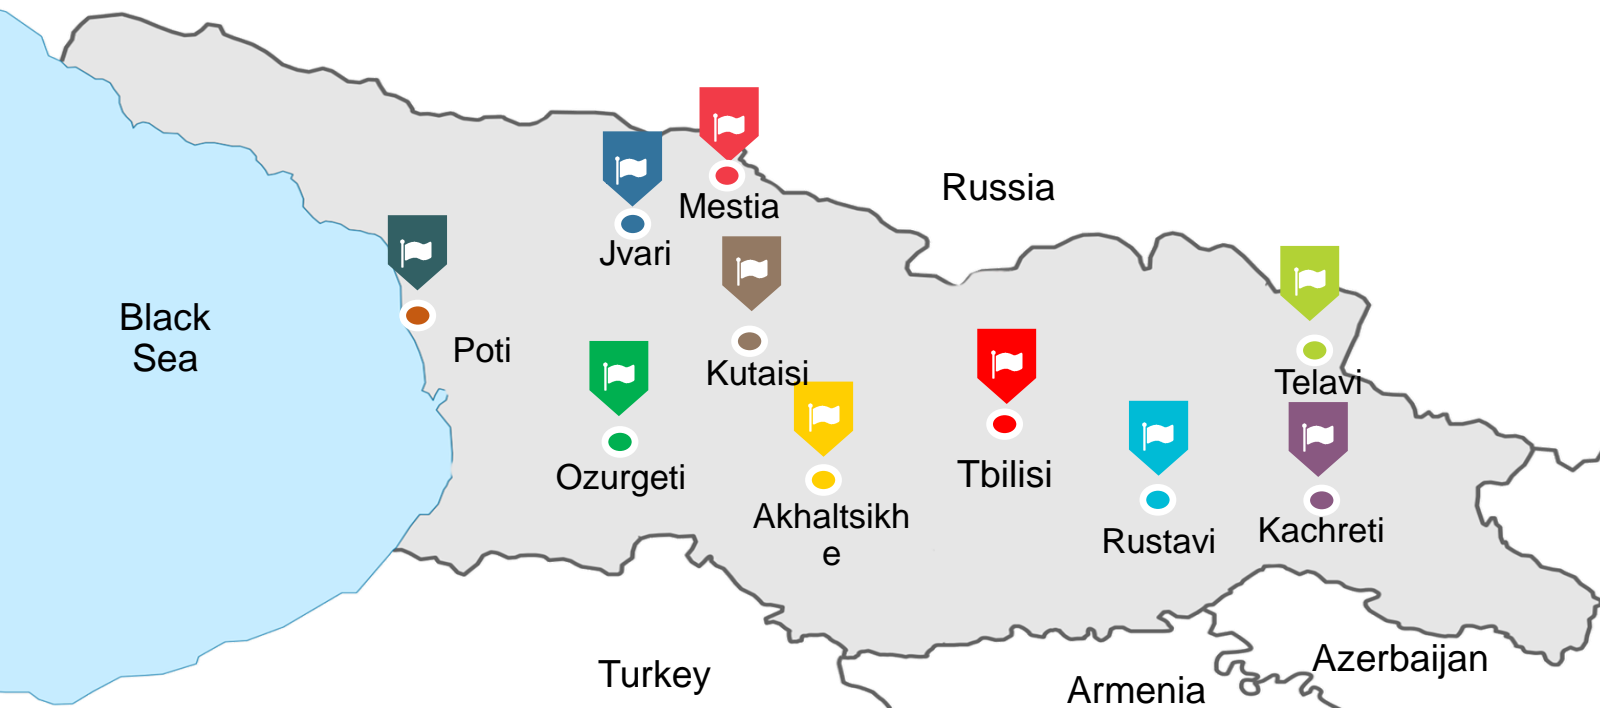 Russia
Mestia
Jvari
Black
Sea
Poti
Kutaisi
Telavi
Ozurgeti
Tbilisi
Akhaltsikh
e
Rustavi
Kachreti
Turkey
Armenia
Azerbaijan